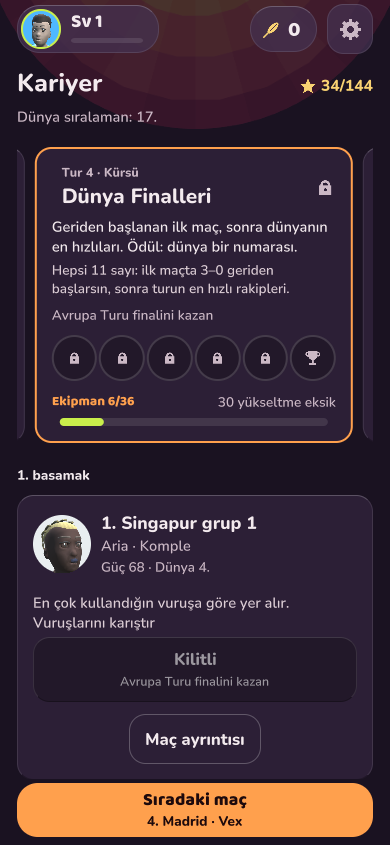 Sv 1
0
Kariyer
34/144
Dünya sıralaman: 17.
Tur 4 · Kürsü
Dünya Finalleri
Geriden başlanan ilk maç, sonra dünyanın
en hızlıları. Ödül: dünya bir numarası.
Hepsi 11 sayı: ilk maçta 3–0 geriden
başlarsın, sonra turun en hızlı rakipleri.
Avrupa Turu finalini kazan
Ekipman 6/36
30 yükseltme eksik
1. basamak
1. Singapur grup 1
Aria · Komple
Güç 68 · Dünya 4.
En çok kullandığın vuruşa göre yer alır.
Vuruşlarını karıştır
Kilitli
Avrupa Turu finalini kazan
Maç ayrıntısı
Sıradaki maç
4. Madrid · Vex